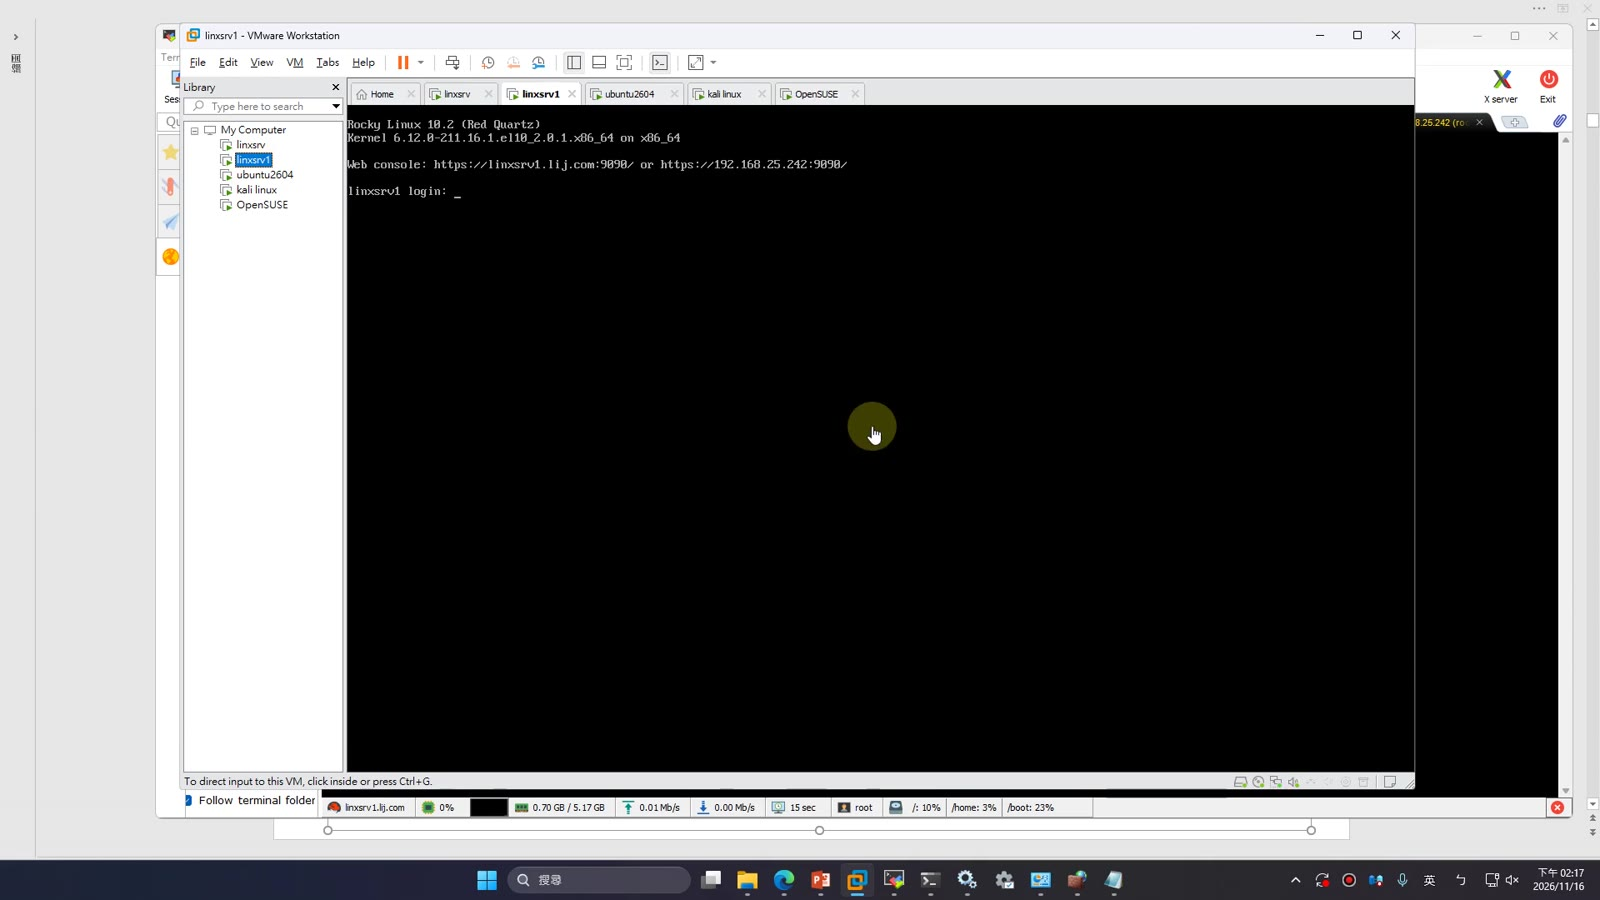 linxsrv1 - VMware Workstation
File Edit View VM Tabs Help
Library
Type here to search
My Computer
linxsrv
linxsrv1
ubuntu2604
kali linux
OpenSUSE
Home
linxsrv
linxsrv1
ubuntu2604
kali linux
OpenSUSE
Rocky Linux 10.2 (Red Quartz)
Kernel 6.12.0-211.16.1.el10_2.0.1.x86_64 on x86_64
Web console: https://linxsrv1.lij.com:9090/ or https://192.168.25.242:9090/
linxsrv1 login: _
To direct input to this VM, click inside or press Ctrl+G.
X server
Exit
8.25.242 (ro
Follow terminal folder
linxsrv1.lij.com
0%
0.70 GB / 5.17 GB
0.01 Mb/s
0.00 Mb/s
15 sec
root
/: 10%
/home: 3%
/boot: 23%
搜尋
英
ㄅ
下午 02:17
2026/11/16